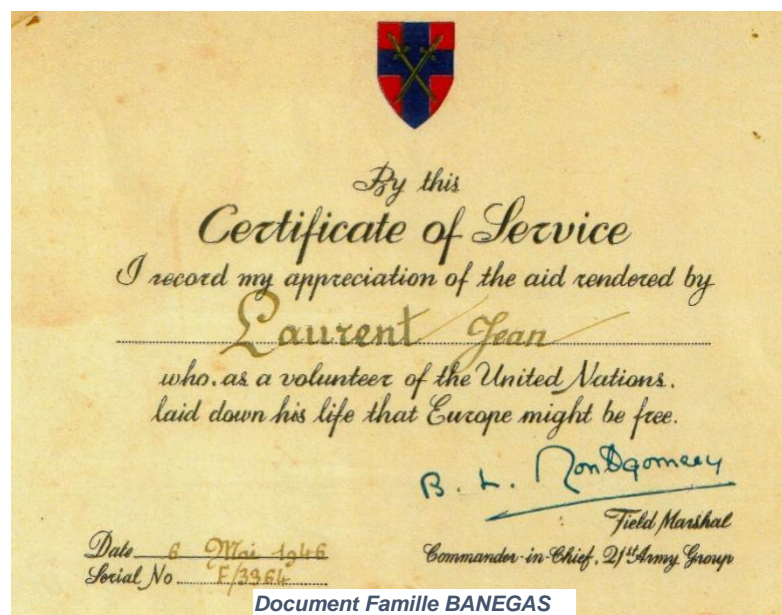 By this
Certificate of Service
I record my appreciation of the aid rendered by
Laurent Jean
who, as a volunteer of the United Nations,
laid down his life that Europe might be free.
B. L. Montgomery
Field Marshal
Date 6 Mai 1946
Commander-in-Chief, 21st Army Group
Serial No F/3364
Document Famille BANEGAS